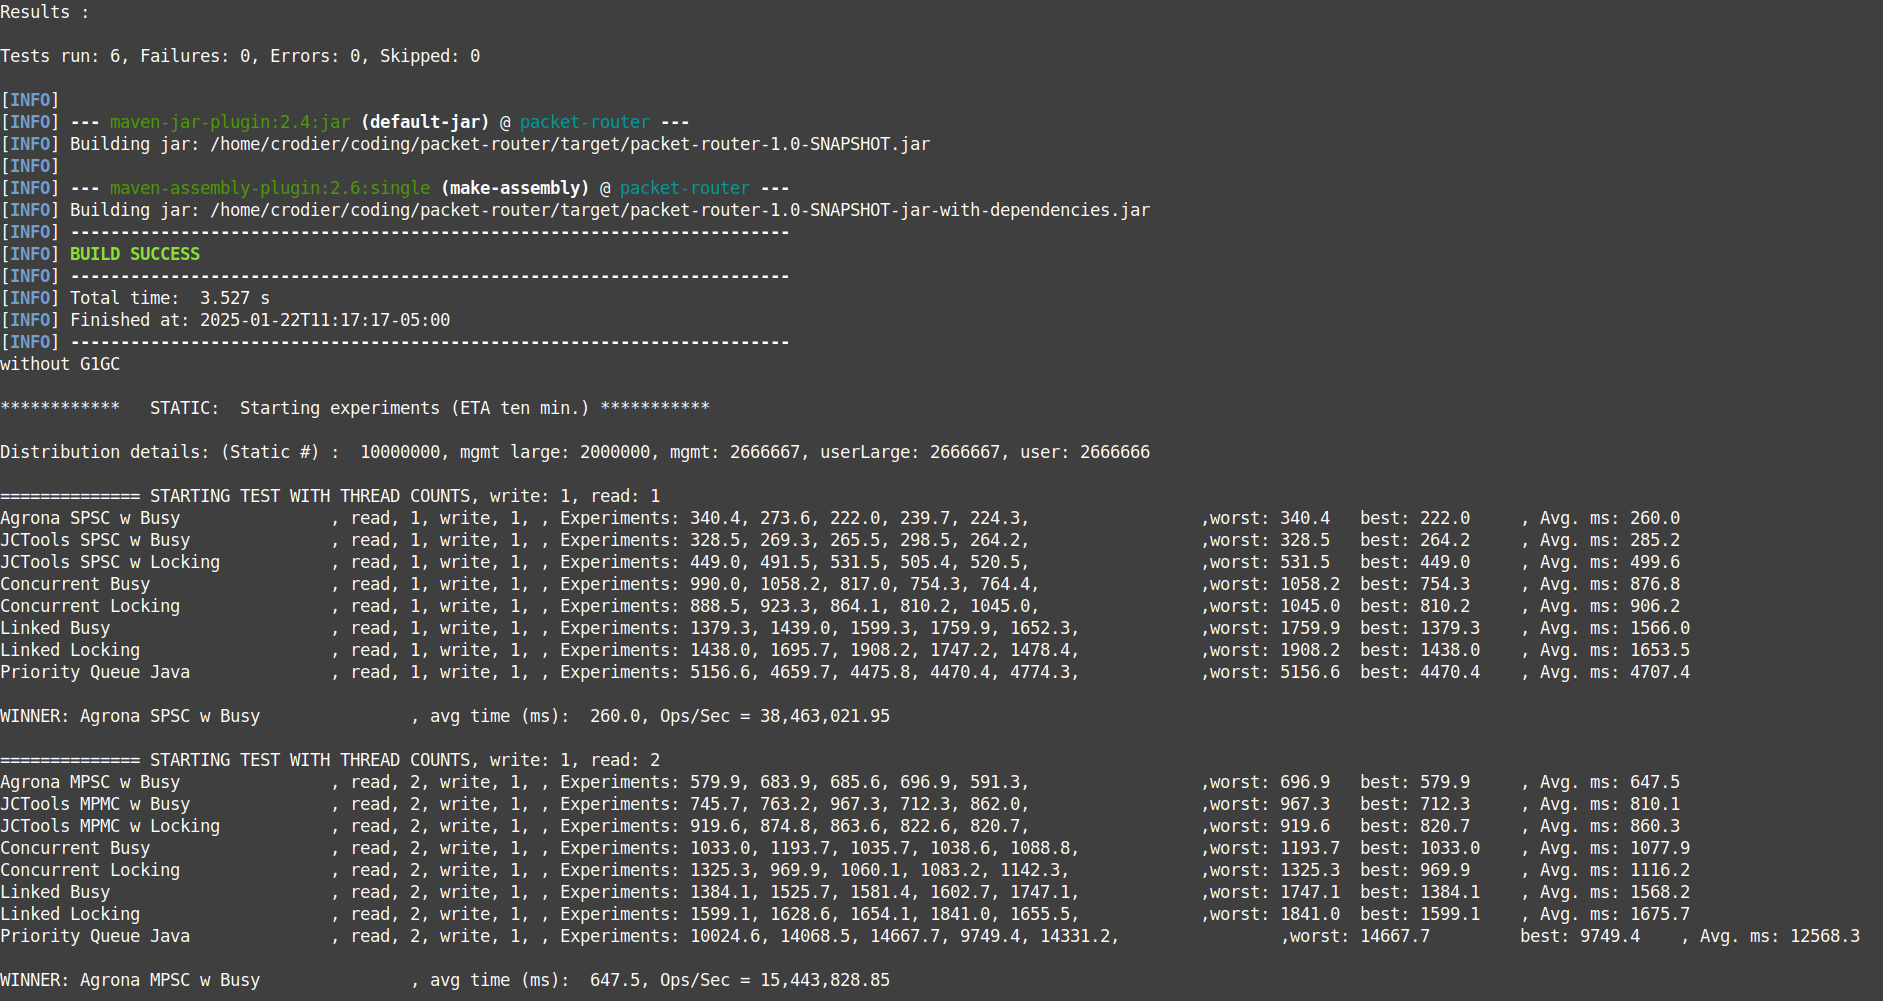 Results :
Tests run: 6, Failures: 0, Errors: 0, Skipped: 0
[INFO]
[INFO] --- maven-jar-plugin:2.4:jar (default-jar) @ packet-router ---
[INFO] Building jar: /home/crodier/coding/packet-router/target/packet-router-1.0-SNAPSHOT.jar
[INFO]
[INFO] --- maven-assembly-plugin:2.6:single (make-assembly) @ packet-router ---
[INFO] Building jar: /home/crodier/coding/packet-router/target/packet-router-1.0-SNAPSHOT-jar-with-dependencies.jar
[INFO] ------------------------------------------------------------------------
[INFO] BUILD SUCCESS
[INFO] ------------------------------------------------------------------------
[INFO] Total time:  3.527 s
[INFO] Finished at: 2025-01-22T11:17:17-05:00
[INFO] ------------------------------------------------------------------------
without G1GC
************   STATIC:  Starting experiments (ETA ten min.) ***********
Distribution details: (Static #) :  10000000, mgmt large: 2000000, mgmt: 2666667, userLarge: 2666667, user: 2666666
============== STARTING TEST WITH THREAD COUNTS, write: 1, read: 1
Agrona SPSC w Busy               , read, 1, write, 1, , Experiments: 340.4, 273.6, 222.0, 239.7, 224.3,                 ,worst: 340.4   best: 222.0     , Avg. ms: 260.0
JCTools SPSC w Busy              , read, 1, write, 1, , Experiments: 328.5, 269.3, 265.5, 298.5, 264.2,                 ,worst: 328.5   best: 264.2     , Avg. ms: 285.2
JCTools SPSC w Locking           , read, 1, write, 1, , Experiments: 449.0, 491.5, 531.5, 505.4, 520.5,                 ,worst: 531.5   best: 449.0     , Avg. ms: 499.6
Concurrent Busy                  , read, 1, write, 1, , Experiments: 990.0, 1058.2, 817.0, 754.3, 764.4,                ,worst: 1058.2  best: 754.3     , Avg. ms: 876.8
Concurrent Locking               , read, 1, write, 1, , Experiments: 888.5, 923.3, 864.1, 810.2, 1045.0,                ,worst: 1045.0  best: 810.2     , Avg. ms: 906.2
Linked Busy                      , read, 1, write, 1, , Experiments: 1379.3, 1439.0, 1599.3, 1759.9, 1652.3,            ,worst: 1759.9  best: 1379.3    , Avg. ms: 1566.0
Linked Locking                   , read, 1, write, 1, , Experiments: 1438.0, 1695.7, 1908.2, 1747.2, 1478.4,            ,worst: 1908.2  best: 1438.0    , Avg. ms: 1653.5
Priority Queue Java              , read, 1, write, 1, , Experiments: 5156.6, 4659.7, 4475.8, 4470.4, 4774.3,            ,worst: 5156.6  best: 4470.4    , Avg. ms: 4707.4
WINNER: Agrona SPSC w Busy               , avg time (ms):  260.0, Ops/Sec = 38,463,021.95
============== STARTING TEST WITH THREAD COUNTS, write: 1, read: 2
Agrona MPSC w Busy               , read, 2, write, 1, , Experiments: 579.9, 683.9, 685.6, 696.9, 591.3,                 ,worst: 696.9   best: 579.9     , Avg. ms: 647.5
JCTools MPMC w Busy              , read, 2, write, 1, , Experiments: 745.7, 763.2, 967.3, 712.3, 862.0,                 ,worst: 967.3   best: 712.3     , Avg. ms: 810.1
JCTools MPMC w Locking           , read, 2, write, 1, , Experiments: 919.6, 874.8, 863.6, 822.6, 820.7,                 ,worst: 919.6   best: 820.7     , Avg. ms: 860.3
Concurrent Busy                  , read, 2, write, 1, , Experiments: 1033.0, 1193.7, 1035.7, 1038.6, 1088.8,            ,worst: 1193.7  best: 1033.0    , Avg. ms: 1077.9
Concurrent Locking               , read, 2, write, 1, , Experiments: 1325.3, 969.9, 1060.1, 1083.2, 1142.3,             ,worst: 1325.3  best: 969.9     , Avg. ms: 1116.2
Linked Busy                      , read, 2, write, 1, , Experiments: 1384.1, 1525.7, 1581.4, 1602.7, 1747.1,            ,worst: 1747.1  best: 1384.1    , Avg. ms: 1568.2
Linked Locking                   , read, 2, write, 1, , Experiments: 1599.1, 1628.6, 1654.1, 1841.0, 1655.5,            ,worst: 1841.0  best: 1599.1    , Avg. ms: 1675.7
Priority Queue Java              , read, 2, write, 1, , Experiments: 10024.6, 14068.5, 14667.7, 9749.4, 14331.2,                ,worst: 14667.7         best: 9749.4    , Avg. ms: 12568.3
WINNER: Agrona MPSC w Busy               , avg time (ms):  647.5, Ops/Sec = 15,443,828.85